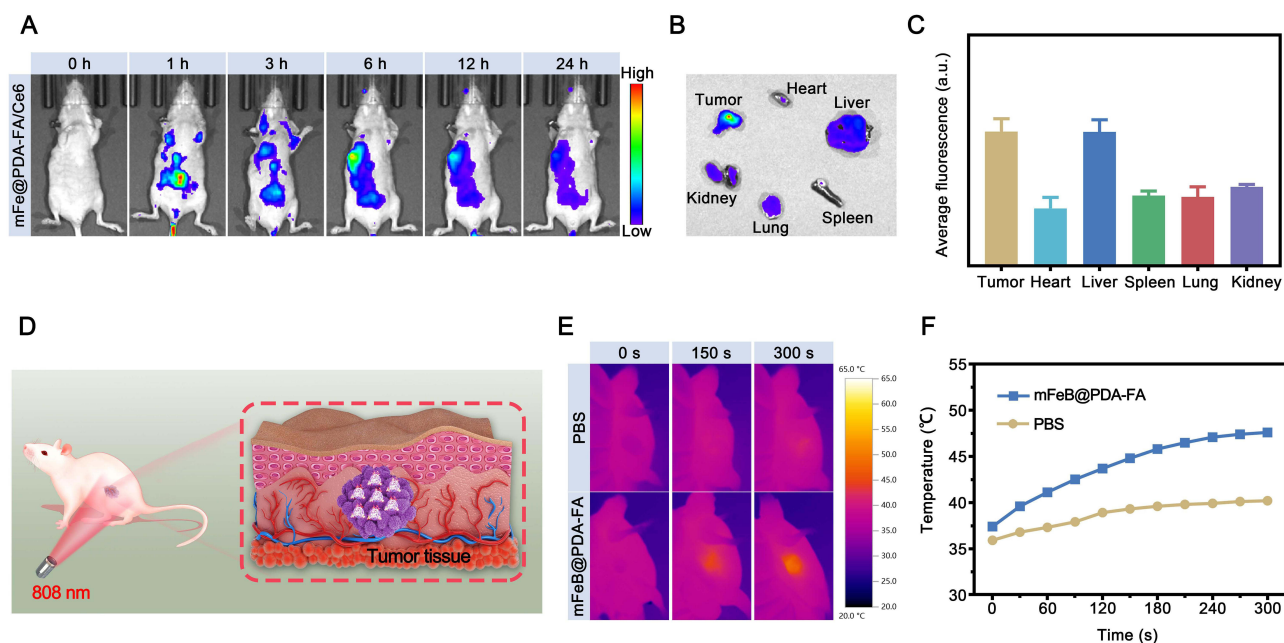 A
0 h 1 h 3 h 6 h 12 h 24 h
mFe@PDA-FA/Ce6
High
Low
B
Tumor
Heart
Liver
Kidney
Lung
Spleen
C
Average fluorescence (a.u.)
Tumor Heart Liver Spleen Lung Kidney
D
808 nm
Tumor tissue
E
0 s 150 s 300 s
PBS
mFeB@PDA-FA
65.0 °C
65.0
60.0
55.0
50.0
45.0
40.0
35.0
30.0
25.0
20.0
20.0 °C
F
Temperature (℃)
55
50
45
40
35
30
mFeB@PDA-FA
PBS
0 60 120 180 240 300
Time (s)